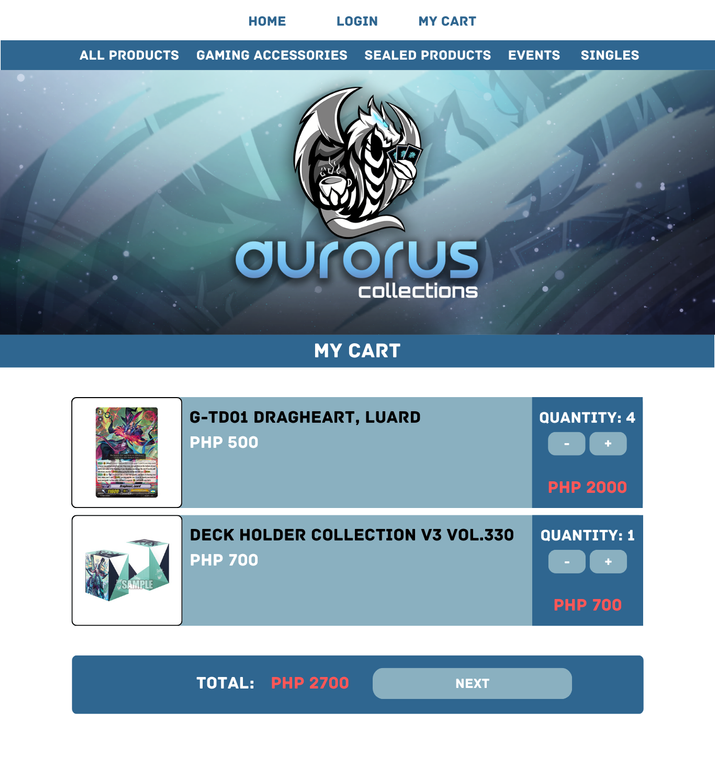 HOME LOGIN MY CART
ALL PRODUCTS GAMING ACCESSORIES SEALED PRODUCTS EVENTS SINGLES
aurorus
collections
MY CART
G-TD01 DRAGHEART, LUARD
PHP 500
QUANTITY: 4
- +
PHP 2000
DECK HOLDER COLLECTION V3 VOL.330
PHP 700
SAMPLE
QUANTITY: 1
- +
PHP 700
TOTAL: PHP 2700 NEXT